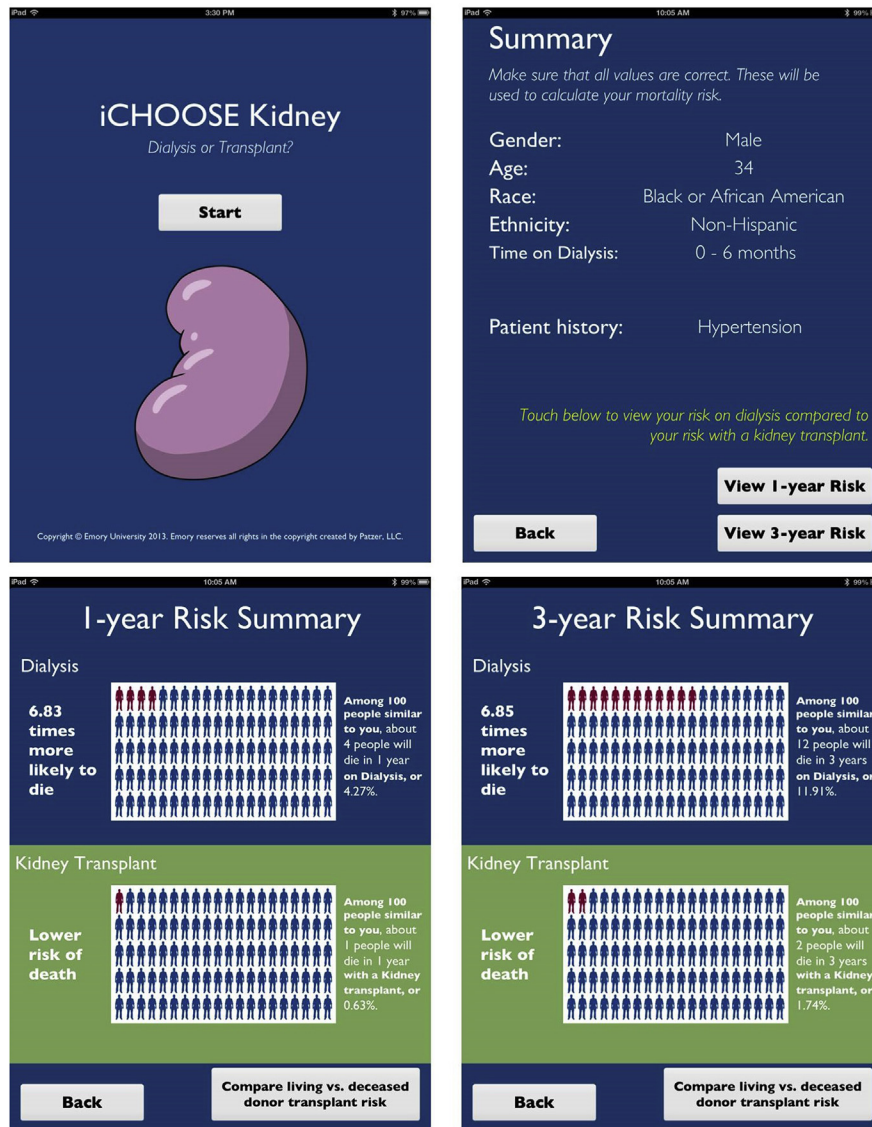 iPad 3:30 PM 97%
iCHOOSE Kidney
Dialysis or Transplant?
Start
Copyright © Emory University 2013. Emory reserves all rights in the copyright created by Patzer, LLC.
iPad 10:05 AM 99%
Summary
Make sure that all values are correct. These will be
used to calculate your mortality risk.
Gender: Male
Age: 34
Race: Black or African American
Ethnicity: Non-Hispanic
Time on Dialysis: 0 - 6 months
Patient history: Hypertension
Touch below to view your risk on dialysis compared to
your risk with a kidney transplant.
View 1-year Risk
Back
View 3-year Risk
iPad 10:05 AM 99%
1-year Risk Summary
Dialysis
6.83
times
more
likely to
die
Among 100
people similar
to you, about
4 people will
die in 1 year
on Dialysis, or
4.27%.
Kidney Transplant
Lower
risk of
death
Among 100
people similar
to you, about
1 people will
die in 1 year
with a Kidney
transplant, or
0.63%.
Back
Compare living vs. deceased
donor transplant risk
iPad 10:05 AM 99%
3-year Risk Summary
Dialysis
6.85
times
more
likely to
die
Among 100
people similar
to you, about
12 people will
die in 3 years
on Dialysis, or
11.91%.
Kidney Transplant
Lower
risk of
death
Among 100
people similar
to you, about
2 people will
die in 3 years
with a Kidney
transplant, or
1.74%.
Back
Compare living vs. deceased
donor transplant risk